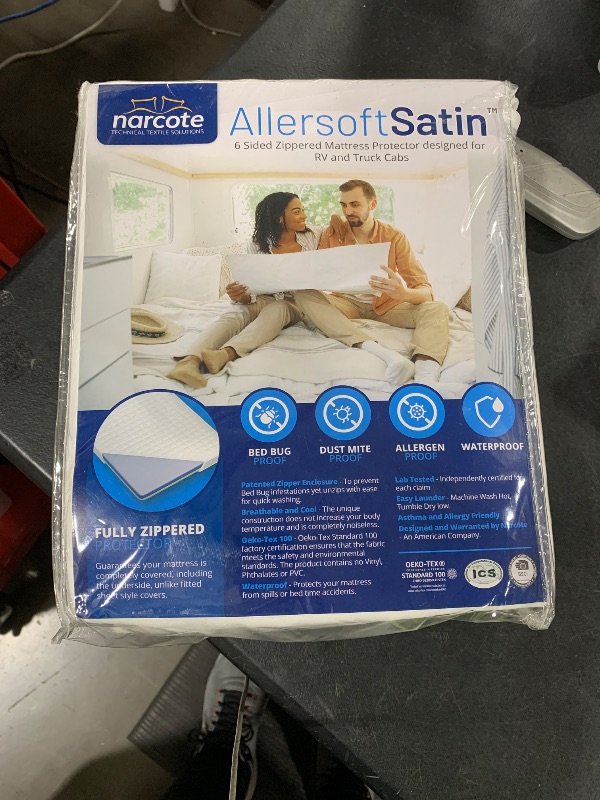 narcote
TECHNICAL TEXTILE SOLUTIONS
AllersoftSatin™
6 Sided Zippered Mattress Protector designed for
RV and Truck Cabs
BED BUG
PROOF
DUST MITE
PROOF
ALLERGEN
PROOF
WATERPROOF
FULLY ZIPPERED
PROTECTOR
Guarantees your mattress is
completely covered, including
the underside, unlike fitted
sheet style covers.
Patented Zipper Enclosure - To prevent
Bed Bug infestations yet unzips with ease
for quick washing.
Breathable and Cool - The unique
construction does not increase your body
temperature and is completely noiseless.
Oeko-Tex 100 - Oeko-Tex Standard 100
factory certification ensures that the fabric
meets the safety and environmental
standards. The product contains no Vinyl,
Phthalates or PVC.
Waterproof - Protects your mattress
from spills or bed time accidents.
Lab Tested - Independently certified for
each claim
Easy Launder - Machine Wash Hot,
Tumble Dry low.
Asthma and Allergy Friendly
Designed and Warranted by Narcote
- An American Company
OEKO-TEX®
STANDARD 100
ICS